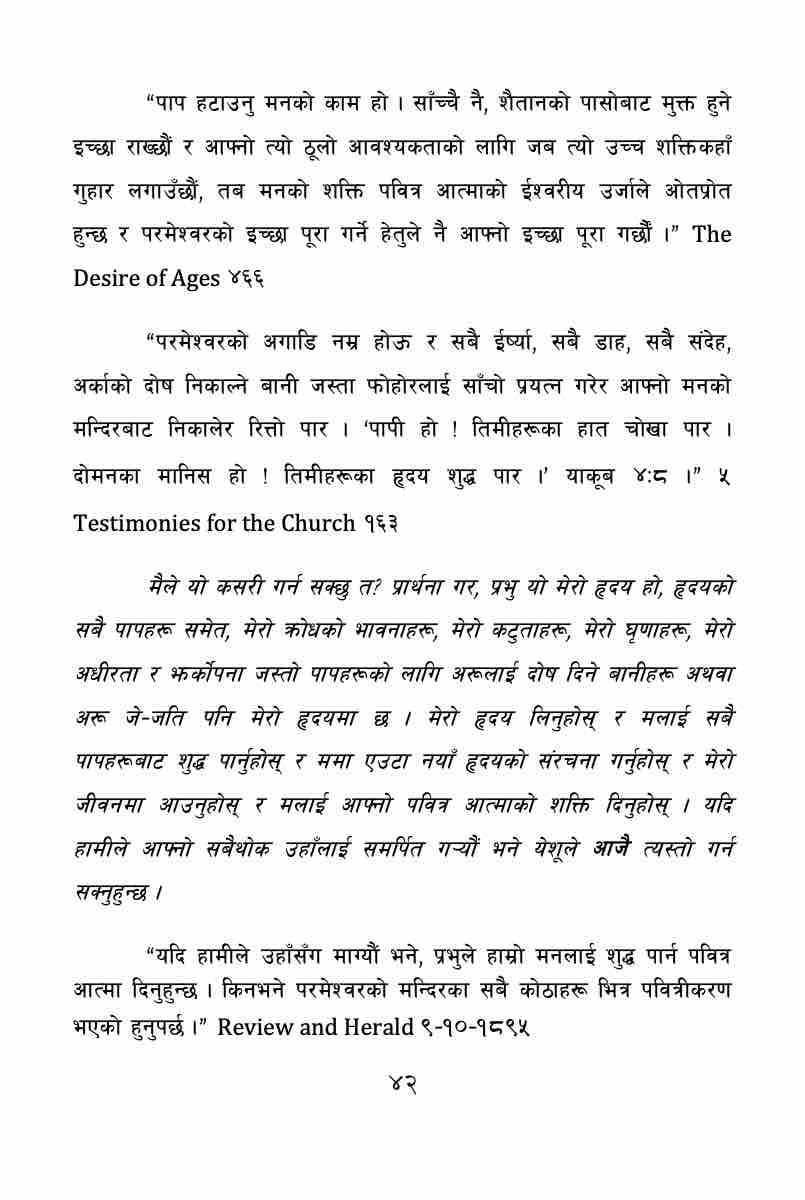 “पाप हटाउनु मनको काम हो । साँच्चै नै, शैतानको पासोबाट मुक्त हुने
इच्छा राख्छौं र आफ्नो त्यो ठूलो आवश्यकताको लागि जब त्यो उच्च शक्तिकहाँ
गुहार लगाउँछौं, तब मनको शक्ति पवित्र आत्माको ईश्वरीय उर्जाले ओतप्रोत
हुन्छ र परमेश्वरको इच्छा पूरा गर्ने हेतुले नै आफ्नो इच्छा पूरा गर्छौं ।” The
Desire of Ages ४६६
“परमेश्वरको अगाडि नम्र होऊ र सबै ईर्ष्या, सबै डाह, सबै संदेह,
अर्काको दोष निकाल्ने बानी जस्ता फोहोरलाई साँचो प्रयत्न गरेर आफ्नो मनको
मन्दिरबाट निकालेर रित्तो पार । ‘पापी हो ! तिमीहरूका हात चोखा पार ।
दोमनका मानिस हो ! तिमीहरूका हृदय शुद्ध पार ।’ याकूब ४:८ ।” ५
Testimonies for the Church १६३
मैले यो कसरी गर्न सक्छु त? प्रार्थना गर, प्रभु यो मेरो हृदय हो, हृदयको
सबै पापहरू समेत, मेरो क्रोधको भावनाहरू, मेरो कटुताहरू, मेरो घृणाहरू, मेरो
अधीरता र झर्कोपना जस्तो पापहरूको लागि अरूलाई दोष दिने बानीहरू अथवा
अरू जे-जति पनि मेरो हृदयमा छ । मेरो हृदय लिनुहोस् र मलाई सबै
पापहरूबाट शुद्ध पार्नुहोस् र ममा एउटा नयाँ हृदयको संरचना गर्नुहोस् र मेरो
जीवनमा आउनुहोस् र मलाई आफ्नो पवित्र आत्माको शक्ति दिनुहोस् । यदि
हामीले आफ्नो सबैथोक उहाँलाई समर्पित गऱ्यौं भने येशूले आजै त्यस्तो गर्न
सक्नुहुन्छ ।
“यदि हामीले उहाँसँग माग्यौं भने, प्रभुले हाम्रो मनलाई शुद्ध पार्न पवित्र
आत्मा दिनुहुन्छ । किनभने परमेश्वरको मन्दिरका सबै कोठाहरू भित्र पवित्रीकरण
भएको हुनुपर्छ ।” Review and Herald ९-१०-१८९५
४२